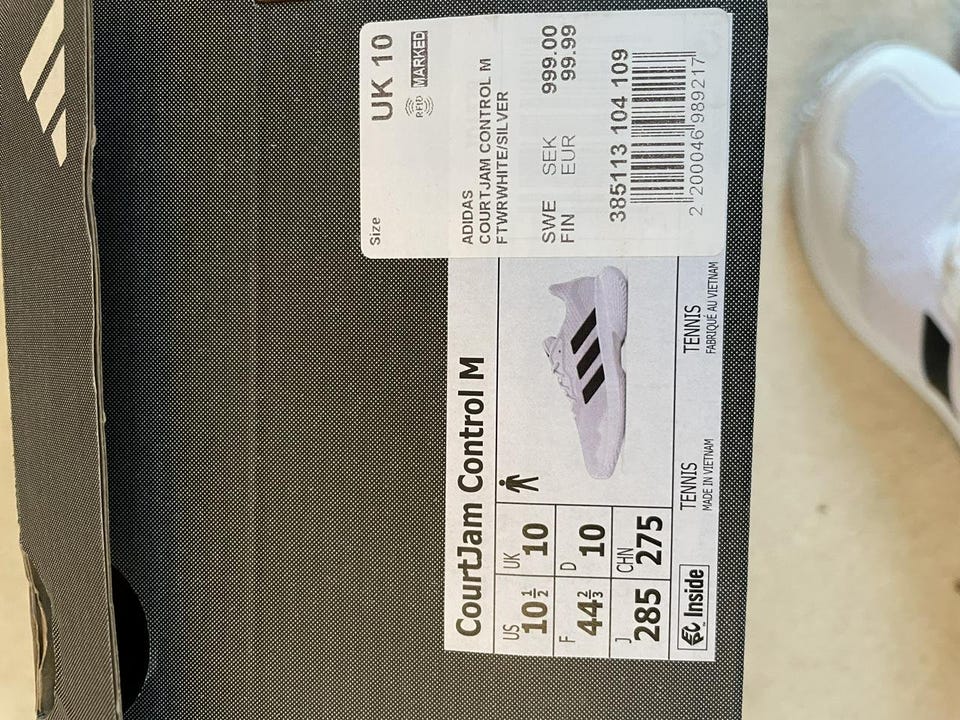 Size
UK 10
RFID MARKED
ADIDAS
COURTJAM CONTROL M
FTWRWHITE/SILVER
SWE SEK 999.00
FIN EUR 99.99
385113 104 109
2 200046 989217
CourtJam Control M
US 10 1/2 UK 10
F 44 2/3 D 10
J 285 CHN 275
Inside
TENNIS TENNIS
MADE IN VIETNAM FABRIQUÉ AU VIETNAM